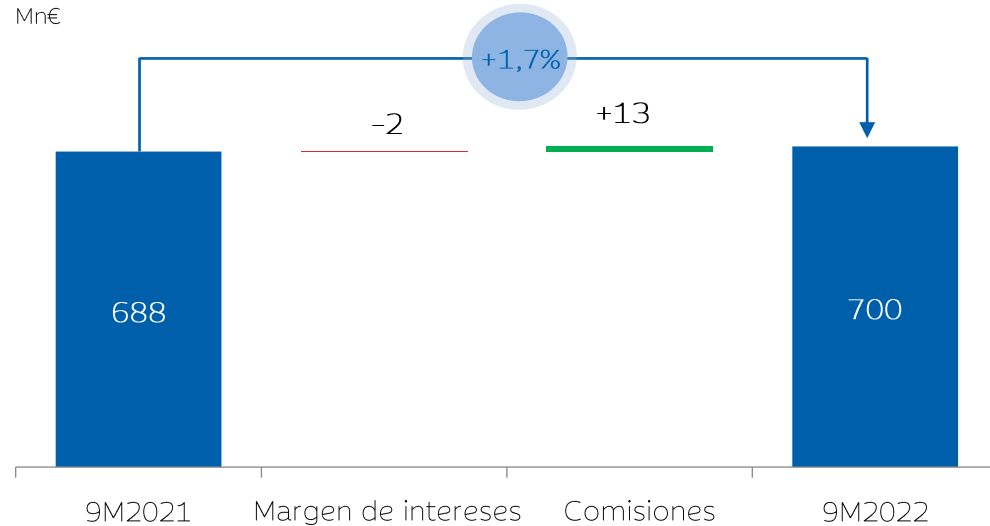 Mn€
+1,7%
-2
+13
688
700
9M2021
Margen de intereses
Comisiones
9M2022